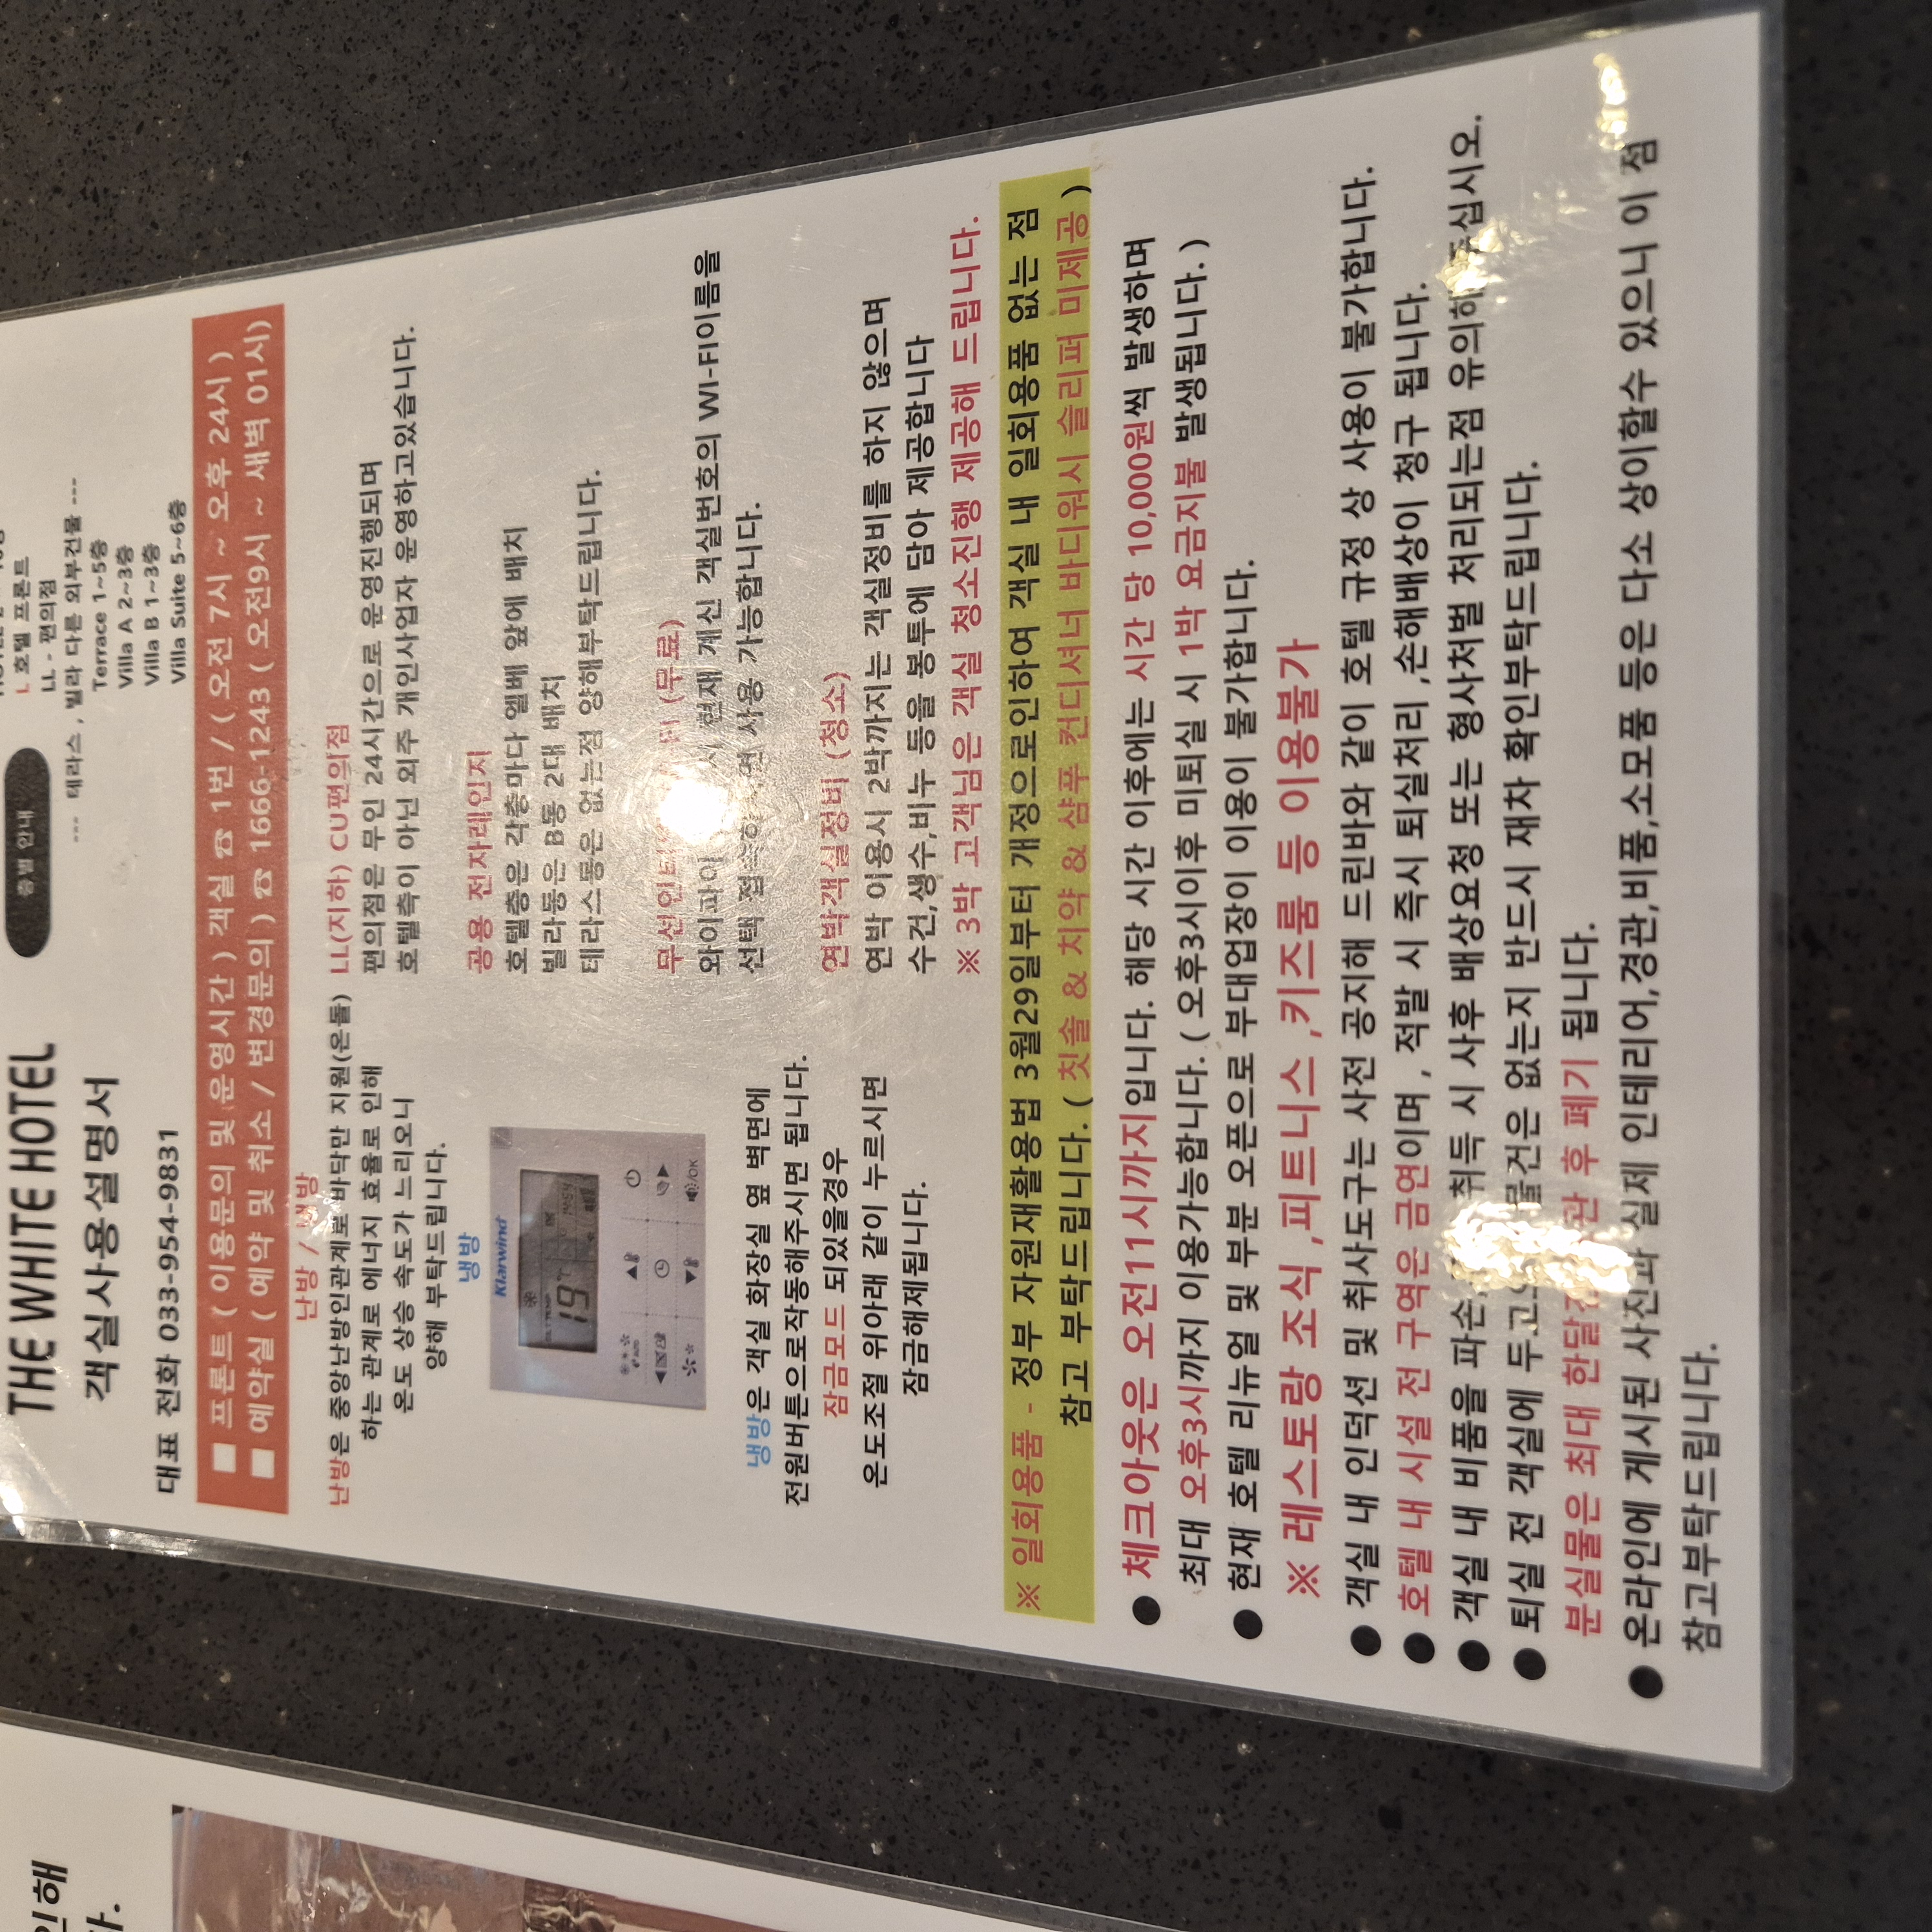 THE WHITE HOTEL
객실사용설명서
대표 전화 033-954-9831
층별 안내
L 호텔 프론트
LL - 편의점
--- 테라스 , 빌라 다른 외부건물 ---
Terrace 1~5층
Villa A 2~3층
Villa B 1~3층
Villa Suite 5~6층
■ 프론트 ( 이용문의 및 운영시간 ) 객실 ☎ 1번 / ( 오전 7시 ~ 오후 24시 )
■ 예약실 ( 예약 및 취소 / 변경문의 ) ☎ 1666-1243 ( 오전9시 ~ 새벽 01시)
난방 / 냉방
난방은 중앙난방인관계로 바닥만 지원(온돌)
하는 관계로 에너지 효율로 인해
온도 상승 속도가 느리오니
양해 부탁드립니다.
냉방
Klarwind
19
/OK
냉방은 객실 화장실 옆 벽면에
전원버튼으로작동해주시면 됩니다.
잠금모드 되있을경우
온도조절 위아래 같이 누르시면
잠금해제됩니다.
LL(지하) CU편의점
편의점은 무인 24시간으로 운영진행되며
호텔측이 아닌 외주 개인사업자 운영하고있습니다.
공용 전자레인지
호텔층은 각층마다 엘베 앞에 배치
빌라동은 B동 2대 배치
테라스동은 없는점 양해부탁드립니다.
(무료)
와이파이 현재 계신 객실번호의 WI-FI이름을
선택 사용 가능합니다.
연박객실정비 (청소)
연박 이용시 2박까지는 객실정비를 하지 않으며
수건,생수,비누 등을 봉투에 담아 제공합니다
※ 3박 고객님은 객실 청소진행 제공해 드립니다.
※ 일회용품 - 정부 자원재활용법 3월29일부터 개정으로인하여 객실 내 일회용품 없는 점
참고 부탁드립니다. ( 칫솔 & 치약 & 샴푸 컨디셔너 바디워시 슬리퍼 미제공 )
● 체크아웃은 오전11시까지입니다. 해당 시간 이후에는 시간 당 10,000원씩 발생하며
최대 오후3시까지 이용가능합니다. ( 오후3시이후 미퇴실 시 1박 요금지불 발생됩니다. )
● 현재 호텔 리뉴얼 및 부분 오픈으로 부대업장이 이용이 불가합니다.
※ 레스토랑 조식 ,피트니스 ,키즈룸 등 이용불가
● 객실 내 인덕션 및 취사도구는 사전 공지해 드린바와 같이 호텔 규정 상 사용이 불가합니다.
● 호텔 내 시설 전 구역은 금연이며 , 적발 시 즉시 퇴실처리 ,손해배상이 청구 됩니다.
● 객실 내 비품을 파손 취득 시 사후 배상요청 또는 형사처벌 처리되는점 유의해
● 퇴실 전 객실에 두고 물건은 없는지 반드시 재차 확인부탁드립니다.
분실물은 최대 한달 후 폐기 됩니다.
● 온라인에 게시된 사진과 실제 인테리어,경관,비품,소모품 등은 다소 상이할수 있으니 이 점
참고부탁드립니다.